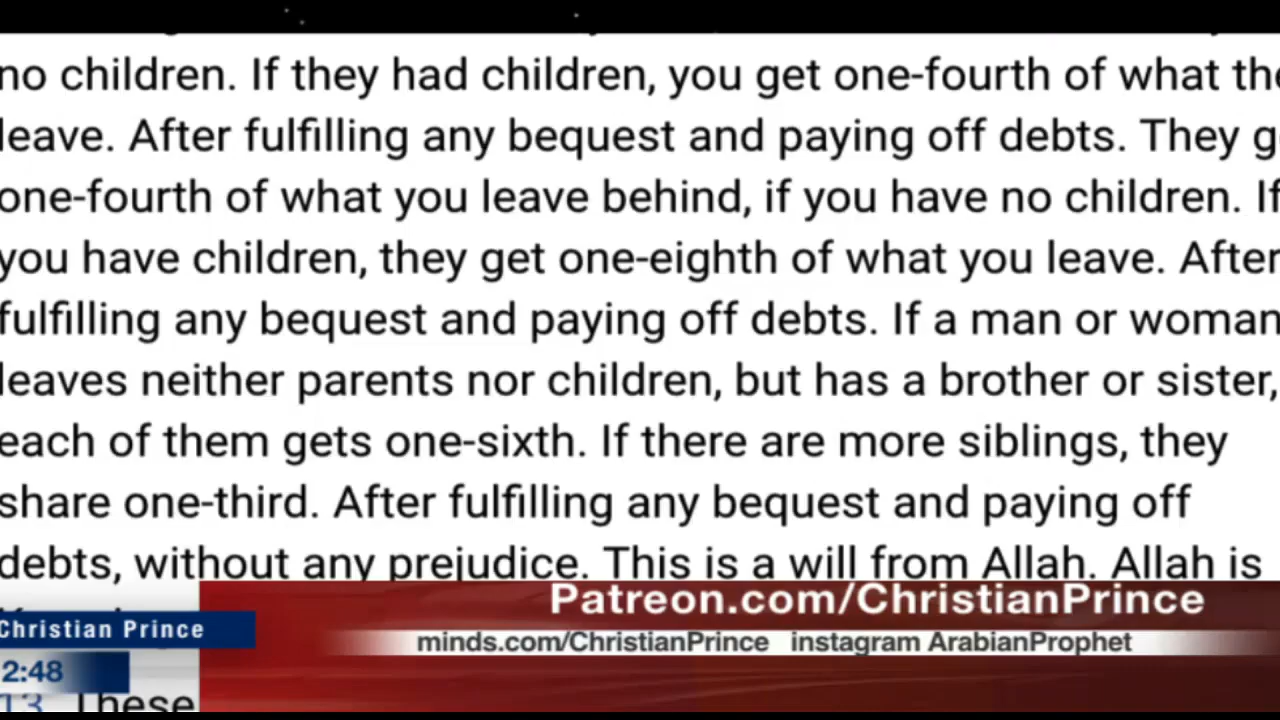 no children. If they had children, you get one-fourth of what
leave. After fulfilling any bequest and paying off debts. They
one-fourth of what you leave behind, if you have no children. If
you have children, they get one-eighth of what you leave. After
fulfilling any bequest and paying off debts. If a man or woman
leaves neither parents nor children, but has a brother or sister,
each of them gets one-sixth. If there are more siblings, they
share one-third. After fulfilling any bequest and paying off
debts, without any prejudice. This is a will from Allah. Allah is
Patreon.com/ChristianPrince
Christian Prince
minds.com/ChristianPrince instagram ArabianProphet
2:48
13 These